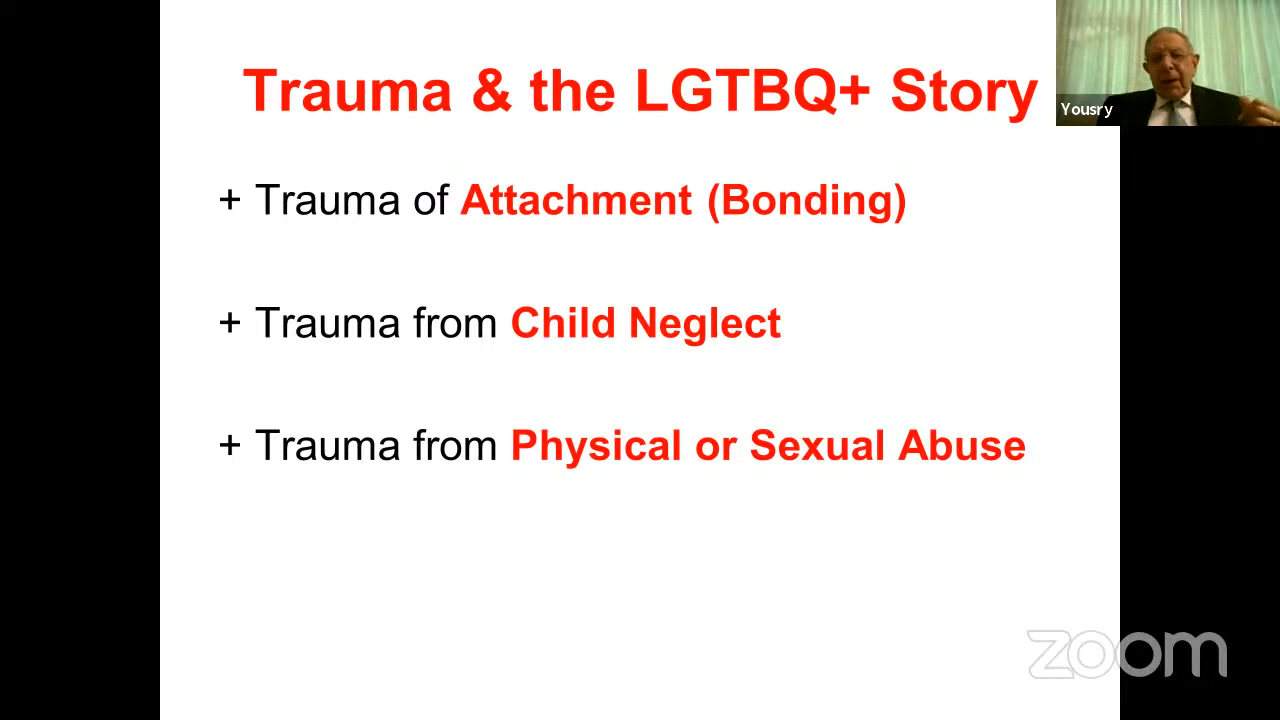 Trauma & the LGTBQ+ Story
Yousry
+ Trauma of Attachment (Bonding)
+ Trauma from Child Neglect
+ Trauma from Physical or Sexual Abuse
zoom